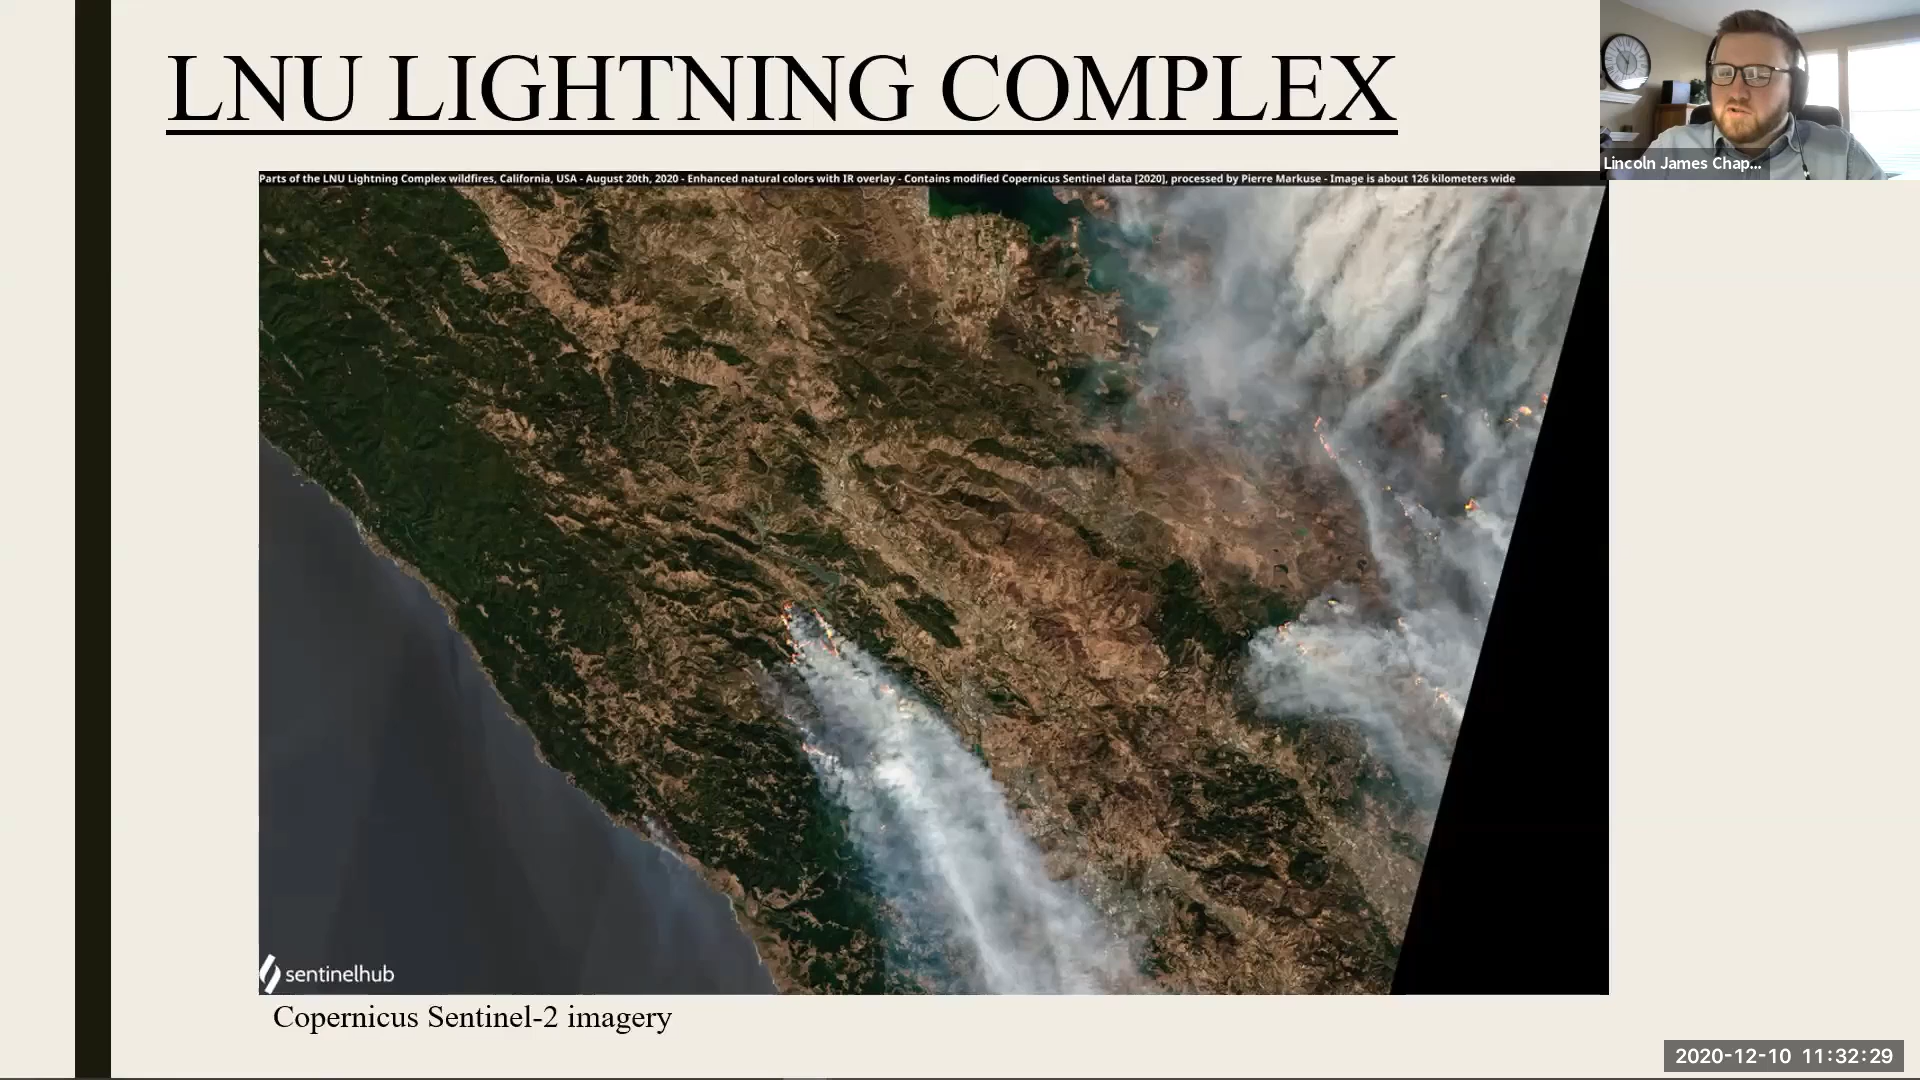 LNU LIGHTNING COMPLEX
Lincoln James Chap...
Parts of the LNU Lightning Complex wildfires, California, USA - August 20th, 2020 - Enhanced natural colors with IR overlay - Contains modified Copernicus Sentinel data [2020], processed by Pierre Markuse - Image is about 126 kilometers wide
sentinelhub
Copernicus Sentinel-2 imagery
2020-12-10 11:32:29